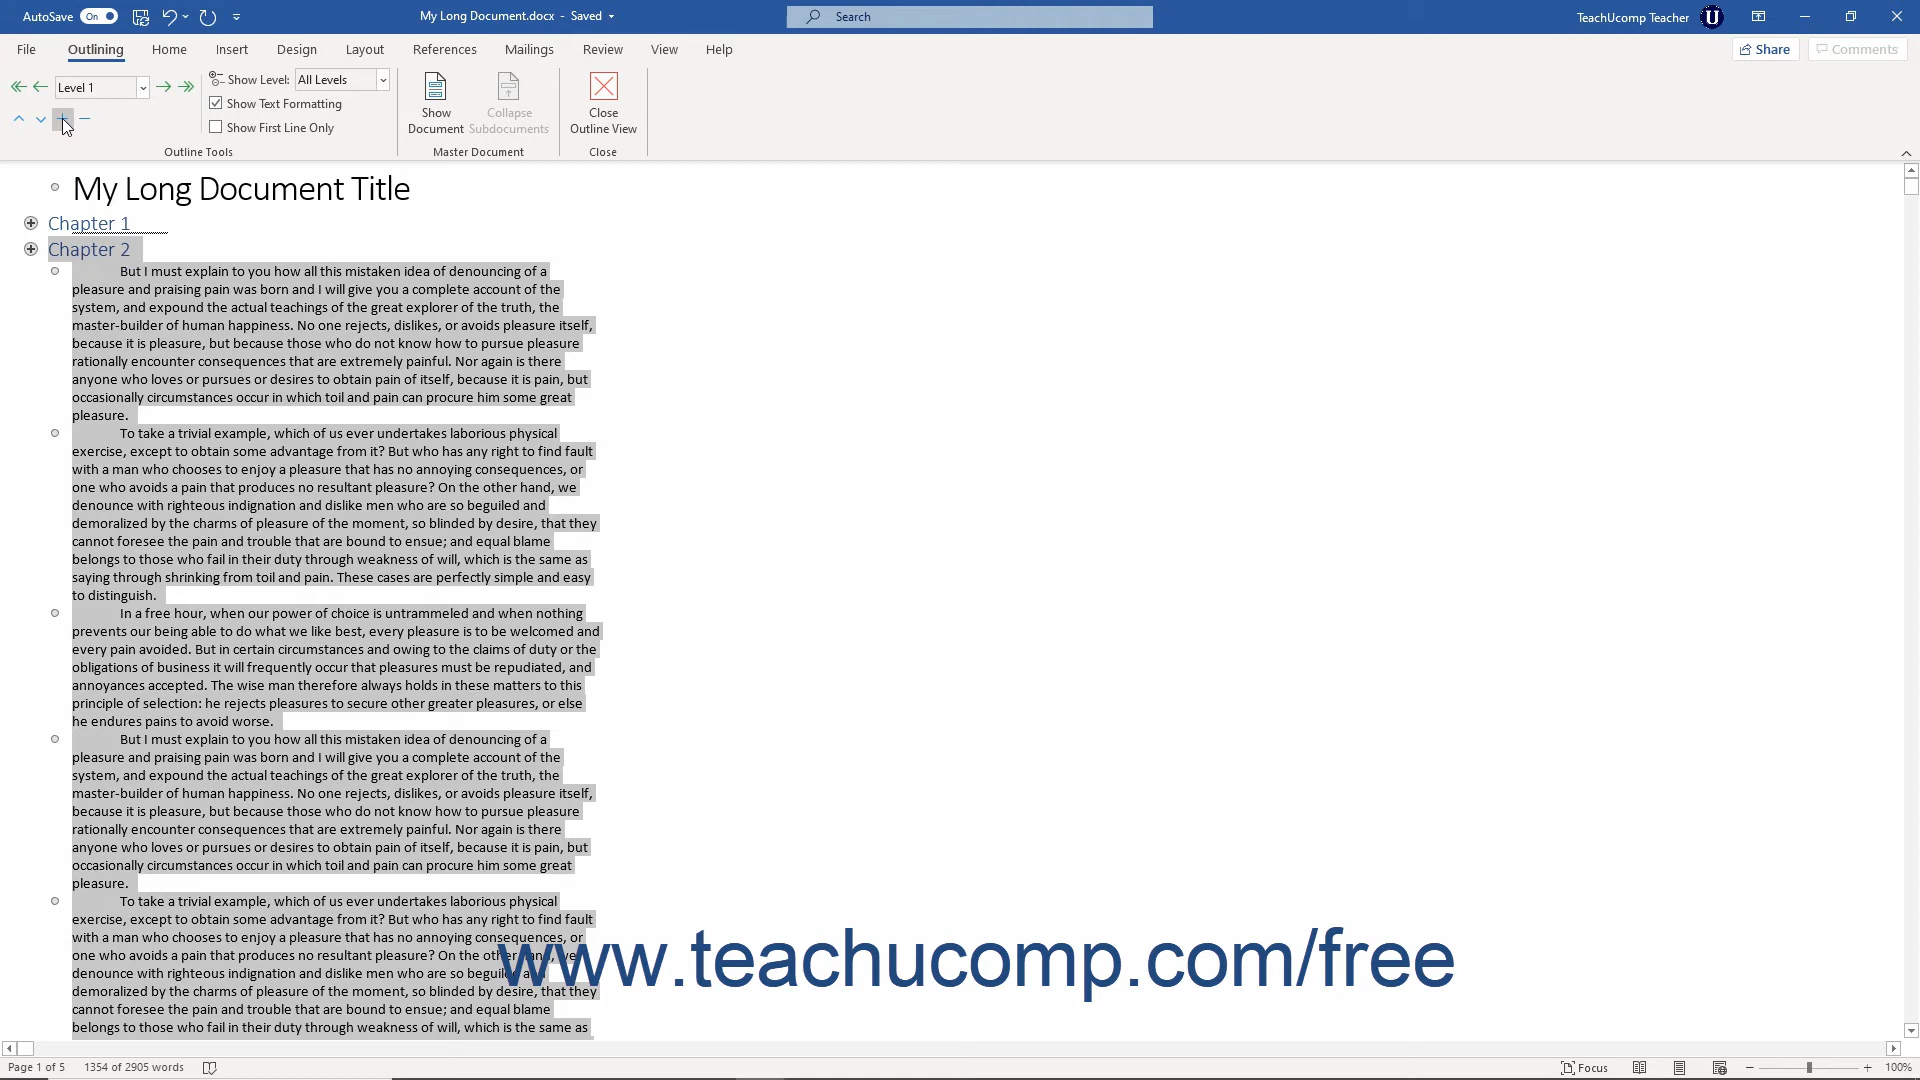 AutoSave On My Long Document.docx - Saved Search TeachUcomp Teacher U
File Outlining Home Insert Design Layout References Mailings Review View Help Share Comments
Level 1 Show Level: All Levels
Show Text Formatting
Show First Line Only
Show Document
Collapse Subdocuments
Close Outline View
Outline Tools Master Document Close
My Long Document Title
Chapter 1
Chapter 2
But I must explain to you how all this mistaken idea of denouncing of a
pleasure and praising pain was born and I will give you a complete account of the
system, and expound the actual teachings of the great explorer of the truth, the
master-builder of human happiness. No one rejects, dislikes, or avoids pleasure itself,
because it is pleasure, but because those who do not know how to pursue pleasure
rationally encounter consequences that are extremely painful. Nor again is there
anyone who loves or pursues or desires to obtain pain of itself, because it is pain, but
occasionally circumstances occur in which toil and pain can procure him some great
pleasure.
To take a trivial example, which of us ever undertakes laborious physical
exercise, except to obtain some advantage from it? But who has any right to find fault
with a man who chooses to enjoy a pleasure that has no annoying consequences, or
one who avoids a pain that produces no resultant pleasure? On the other hand, we
denounce with righteous indignation and dislike men who are so beguiled and
demoralized by the charms of pleasure of the moment, so blinded by desire, that they
cannot foresee the pain and trouble that are bound to ensue; and equal blame
belongs to those who fail in their duty through weakness of will, which is the same as
saying through shrinking from toil and pain. These cases are perfectly simple and easy
to distinguish.
In a free hour, when our power of choice is untrammeled and when nothing
prevents our being able to do what we like best, every pleasure is to be welcomed and
every pain avoided. But in certain circumstances and owing to the claims of duty or the
obligations of business it will frequently occur that pleasures must be repudiated, and
annoyances accepted. The wise man therefore always holds in these matters to this
principle of selection: he rejects pleasures to secure other greater pleasures, or else
he endures pains to avoid worse.
But I must explain to you how all this mistaken idea of denouncing of a
pleasure and praising pain was born and I will give you a complete account of the
system, and expound the actual teachings of the great explorer of the truth, the
master-builder of human happiness. No one rejects, dislikes, or avoids pleasure itself,
because it is pleasure, but because those who do not know how to pursue pleasure
rationally encounter consequences that are extremely painful. Nor again is there
anyone who loves or pursues or desires to obtain pain of itself, because it is pain, but
occasionally circumstances occur in which toil and pain can procure him some great
pleasure.
To take a trivial example, which of us ever undertakes laborious physical
exercise, except to obtain some advantage from it? But who has any right to find fault
with a man who chooses to enjoy a pleasure that has no annoying consequences, or
one who avoids a pain that produces no resultant pleasure? On the other hand, we
denounce with righteous indignation and dislike men who are so beguiled and
demoralized by the charms of pleasure of the moment, so blinded by desire, that they
cannot foresee the pain and trouble that are bound to ensue; and equal blame
belongs to those who fail in their duty through weakness of will, which is the same as
www.teachucomp.com/free
Page 1 of 5 1354 of 2905 words Focus 100%